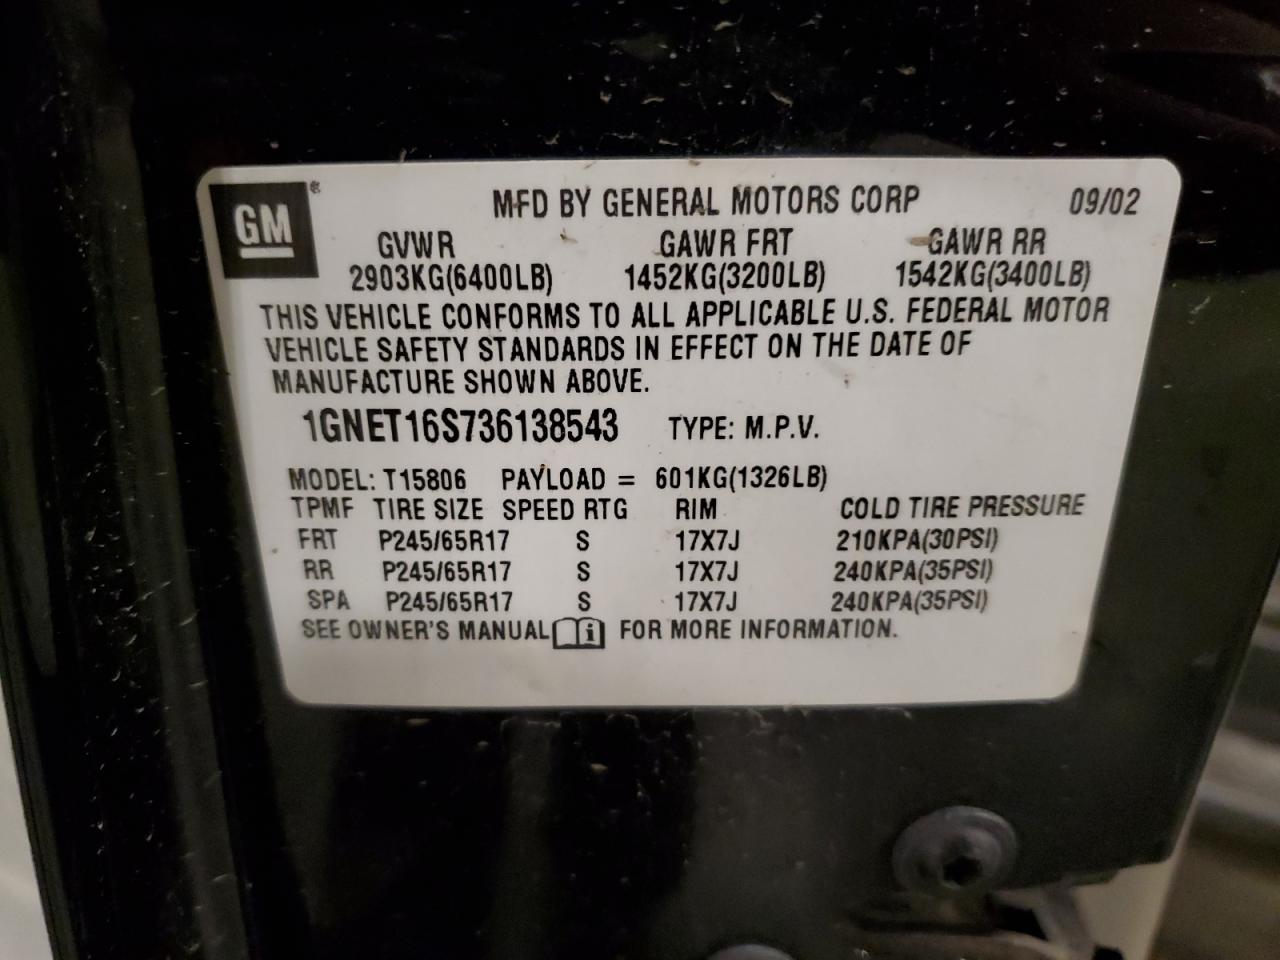 GM ® MFD BY GENERAL MOTORS CORP 09/02
GVWR GAWR FRT GAWR RR
2903KG(6400LB) 1452KG(3200LB) 1542KG(3400LB)
THIS VEHICLE CONFORMS TO ALL APPLICABLE U.S. FEDERAL MOTOR
VEHICLE SAFETY STANDARDS IN EFFECT ON THE DATE OF
MANUFACTURE SHOWN ABOVE.
1GNET16S736138543 TYPE: M.P.V.
MODEL: T15806 PAYLOAD = 601KG(1326LB)
TPMF TIRE SIZE SPEED RTG RIM COLD TIRE PRESSURE
FRT P245/65R17 S 17X7J 210KPA(30PSI)
RR P245/65R17 S 17X7J 240KPA(35PSI)
SPA P245/65R17 S 17X7J 240KPA(35PSI)
SEE OWNER'S MANUAL i FOR MORE INFORMATION.